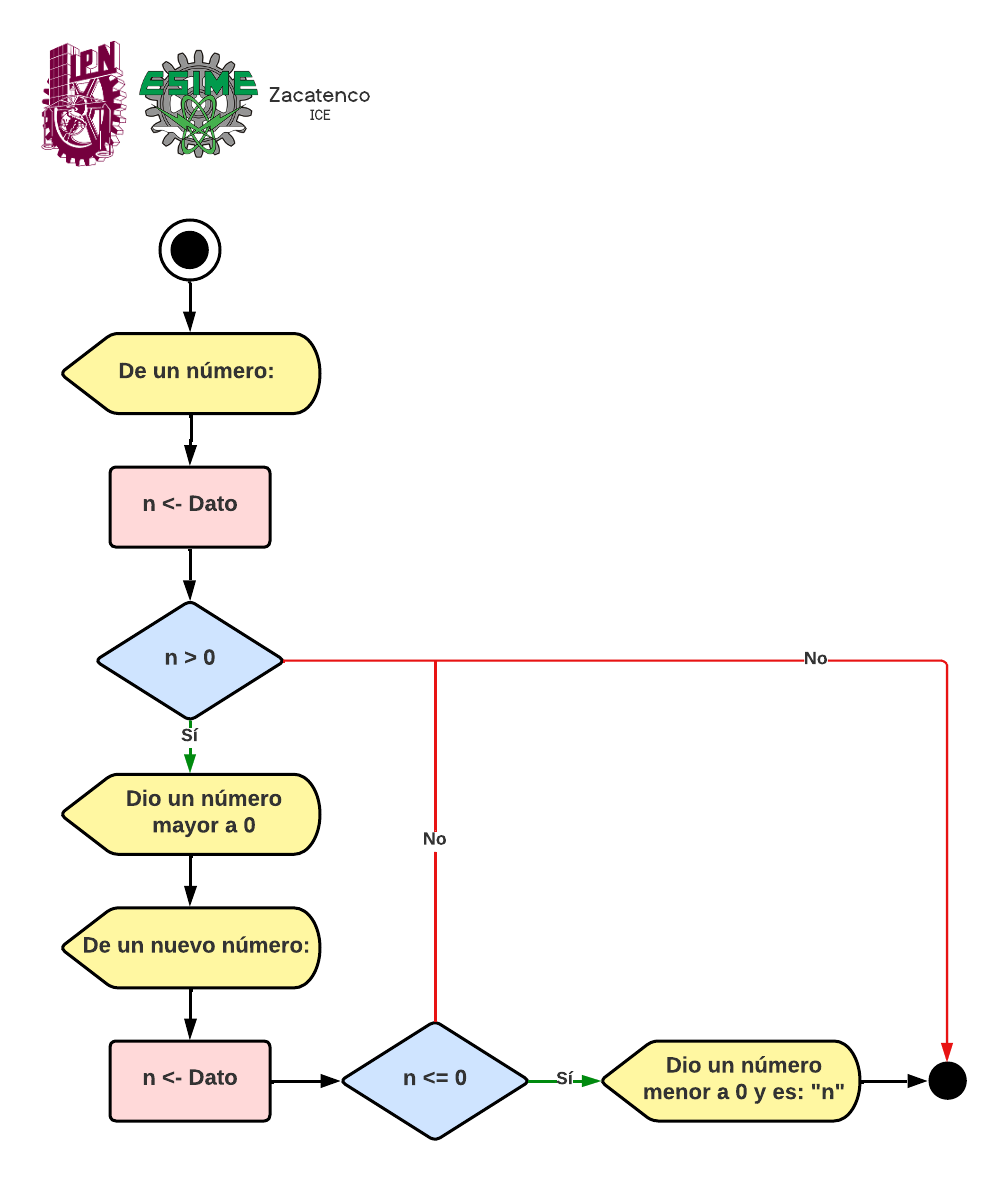 IPN
ESIME
Zacatenco
ICE
De un número:
n <- Dato
n > 0
No
Sí
Dio un número
mayor a 0
No
De un nuevo número:
n <- Dato
n <= 0
Sí
Dio un número
menor a 0 y es: "n"